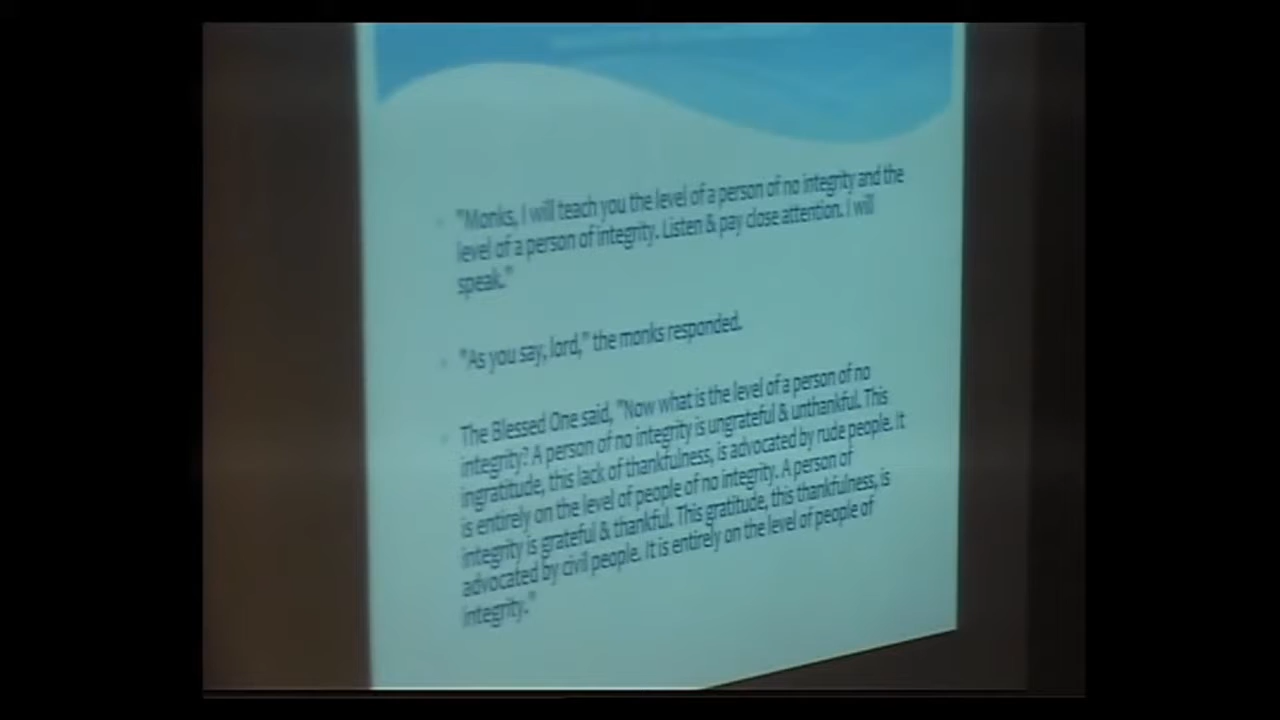 "Monks, I will teach you the level of a person of no integrity and the
level of a person of integrity. Listen & pay close attention. I will
speak."
"As you say, lord," the monks responded.
The Blessed One said, "Now what is the level of a person of no
integrity? A person of no integrity is ungrateful & unthankful. This
ingratitude, this lack of thankfulness, is advocated by rude people. It
is entirely on the level of people of no integrity. A person of
integrity is grateful & thankful. This gratitude, this thankfulness, is
advocated by civil people. It is entirely on the level of people of
integrity."